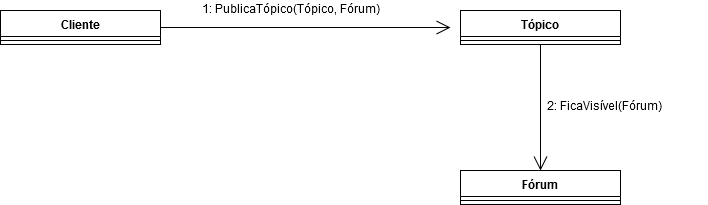 1: PublicaTópico(Tópico, Fórum)
Cliente
Tópico
2: FicaVisível(Fórum)
Fórum